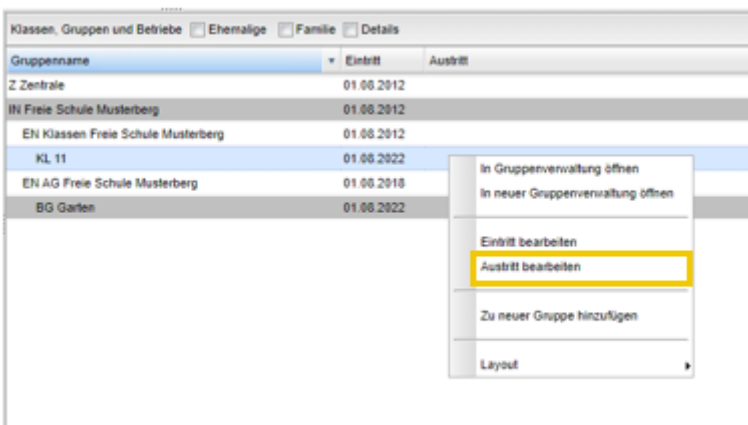 Klassen, Gruppen und Betriebe Ehemalige Familie Details
Gruppenname Eintritt Austritt
Z Zentrale 01.08.2012
IN Freie Schule Musterberg 01.08.2012
EN Klassen Freie Schule Musterberg 01.08.2012
KL 11 01.08.2022
EN AG Freie Schule Musterberg 01.08.2018
BG Garten 01.08.2022
In Gruppenverwaltung öffnen
In neuer Gruppenverwaltung öffnen
Eintritt bearbeiten
Austritt bearbeiten
Zu neuer Gruppe hinzufügen
Layout